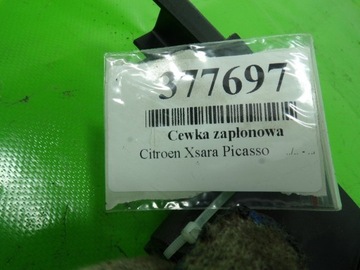 377697
Cewka zapłonowa
Citroen Xsara Picasso